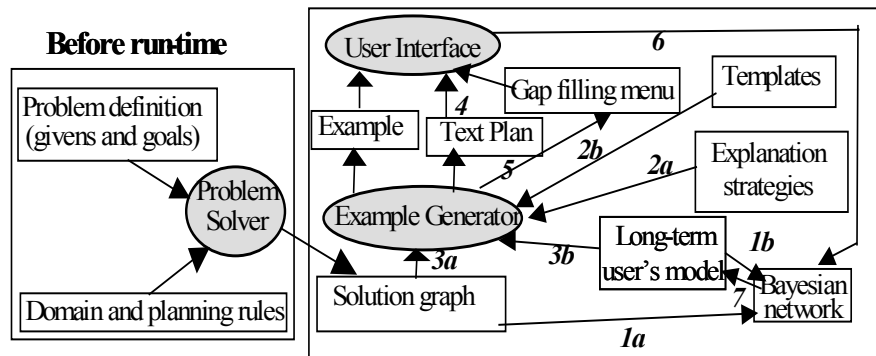 Before run-time
Problem definition
(givens and goals)
Problem
Solver
Domain and planning rules
User Interface
6
Gap filling menu
Templates
4
Example
Text Plan
5
2b
2a
Explanation
strategies
Example Generator
3a
3b
Long-term
user's model
1b
Solution graph
7
Bayesian
network
1a